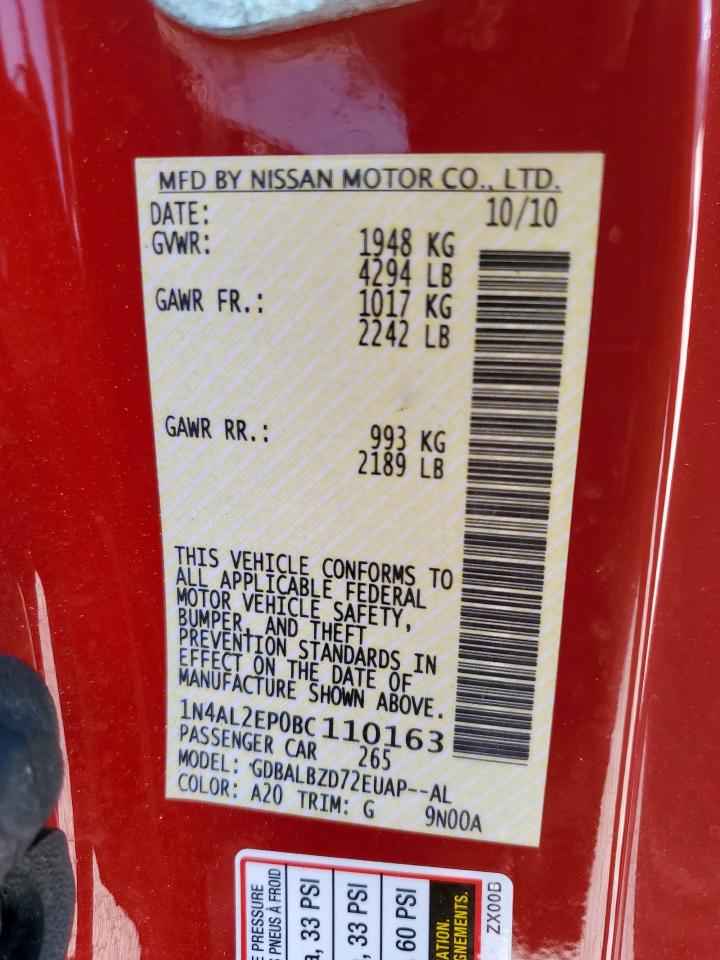 MFD BY NISSAN MOTOR CO., LTD.
DATE: 10/10
GVWR: 1948 KG
4294 LB
GAWR FR.: 1017 KG
2242 LB
GAWR RR.: 993 KG
2189 LB
THIS VEHICLE CONFORMS TO
ALL APPLICABLE FEDERAL
MOTOR VEHICLE SAFETY,
BUMPER, AND THEFT
PREVENTION STANDARDS IN
EFFECT ON THE DATE OF
MANUFACTURE SHOWN ABOVE.
1N4AL2EP0BC110163
PASSENGER CAR 265
MODEL: GDBALBZD72EUAP--AL
COLOR: A20 TRIM: G 9N00A
PRESSURE
PNEUS À FROID
33 PSI
33 PSI
60 PSI
ZX00B